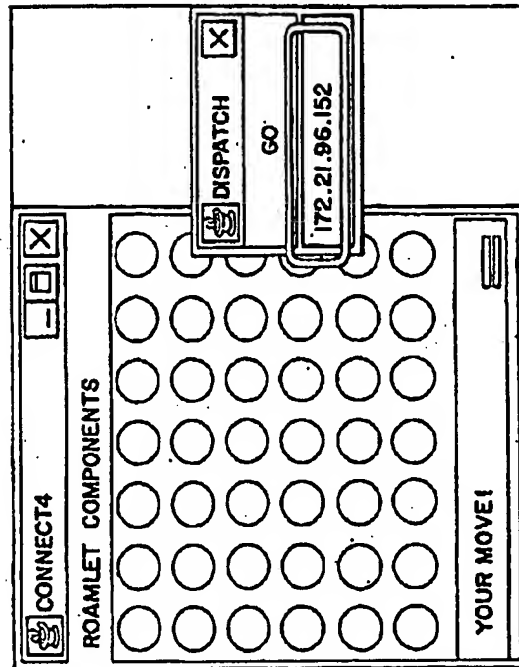 CONNECT4
ROAMLET COMPONENTS
YOUR MOVE!
DISPATCH
GO
172.21.96.152